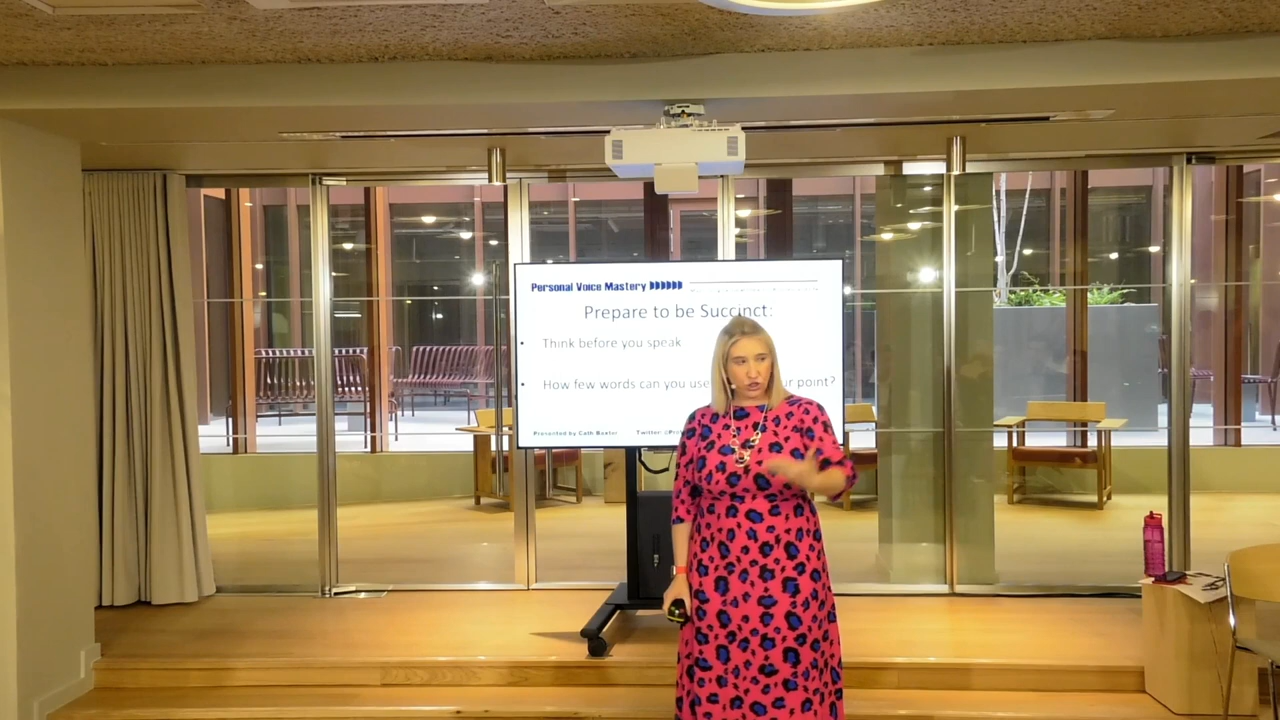 Personal Voice Mastery
Prepare to be Succinct:
• Think before you speak
• How few words can you use ur point?
Presented by Cath Baxter Twitter: